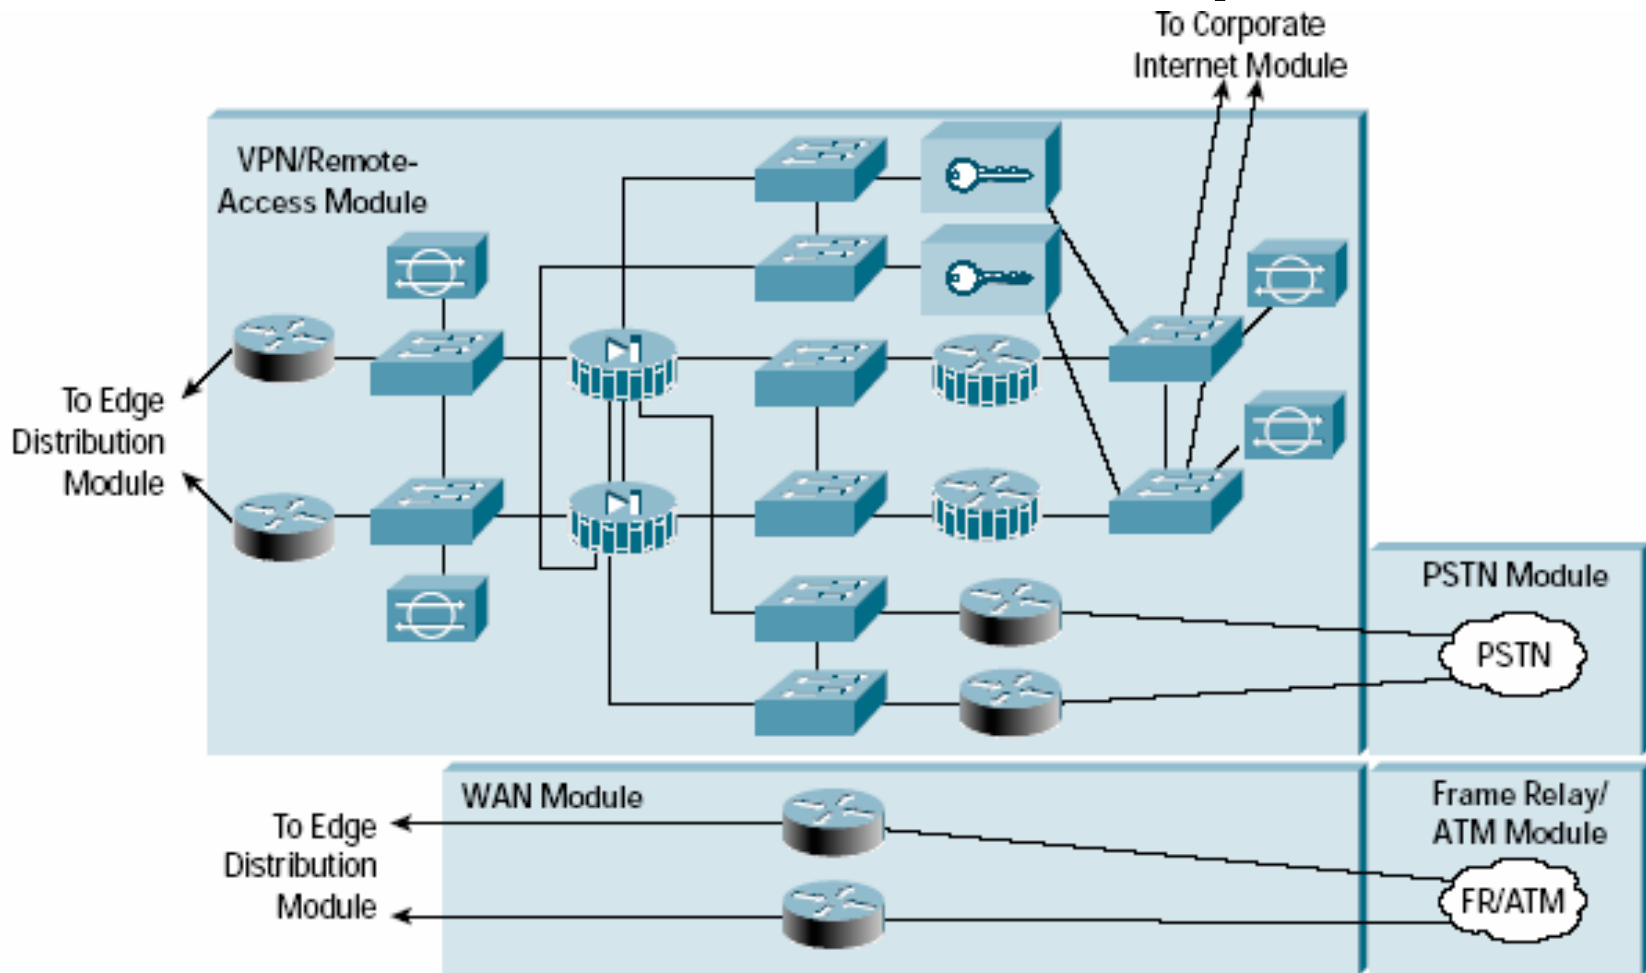 To Corporate
Internet Module
VPN/Remote-
Access Module
To Edge
Distribution
Module
PSTN Module
PSTN
WAN Module
To Edge
Distribution
Module
Frame Relay/
ATM Module
FR/ATM